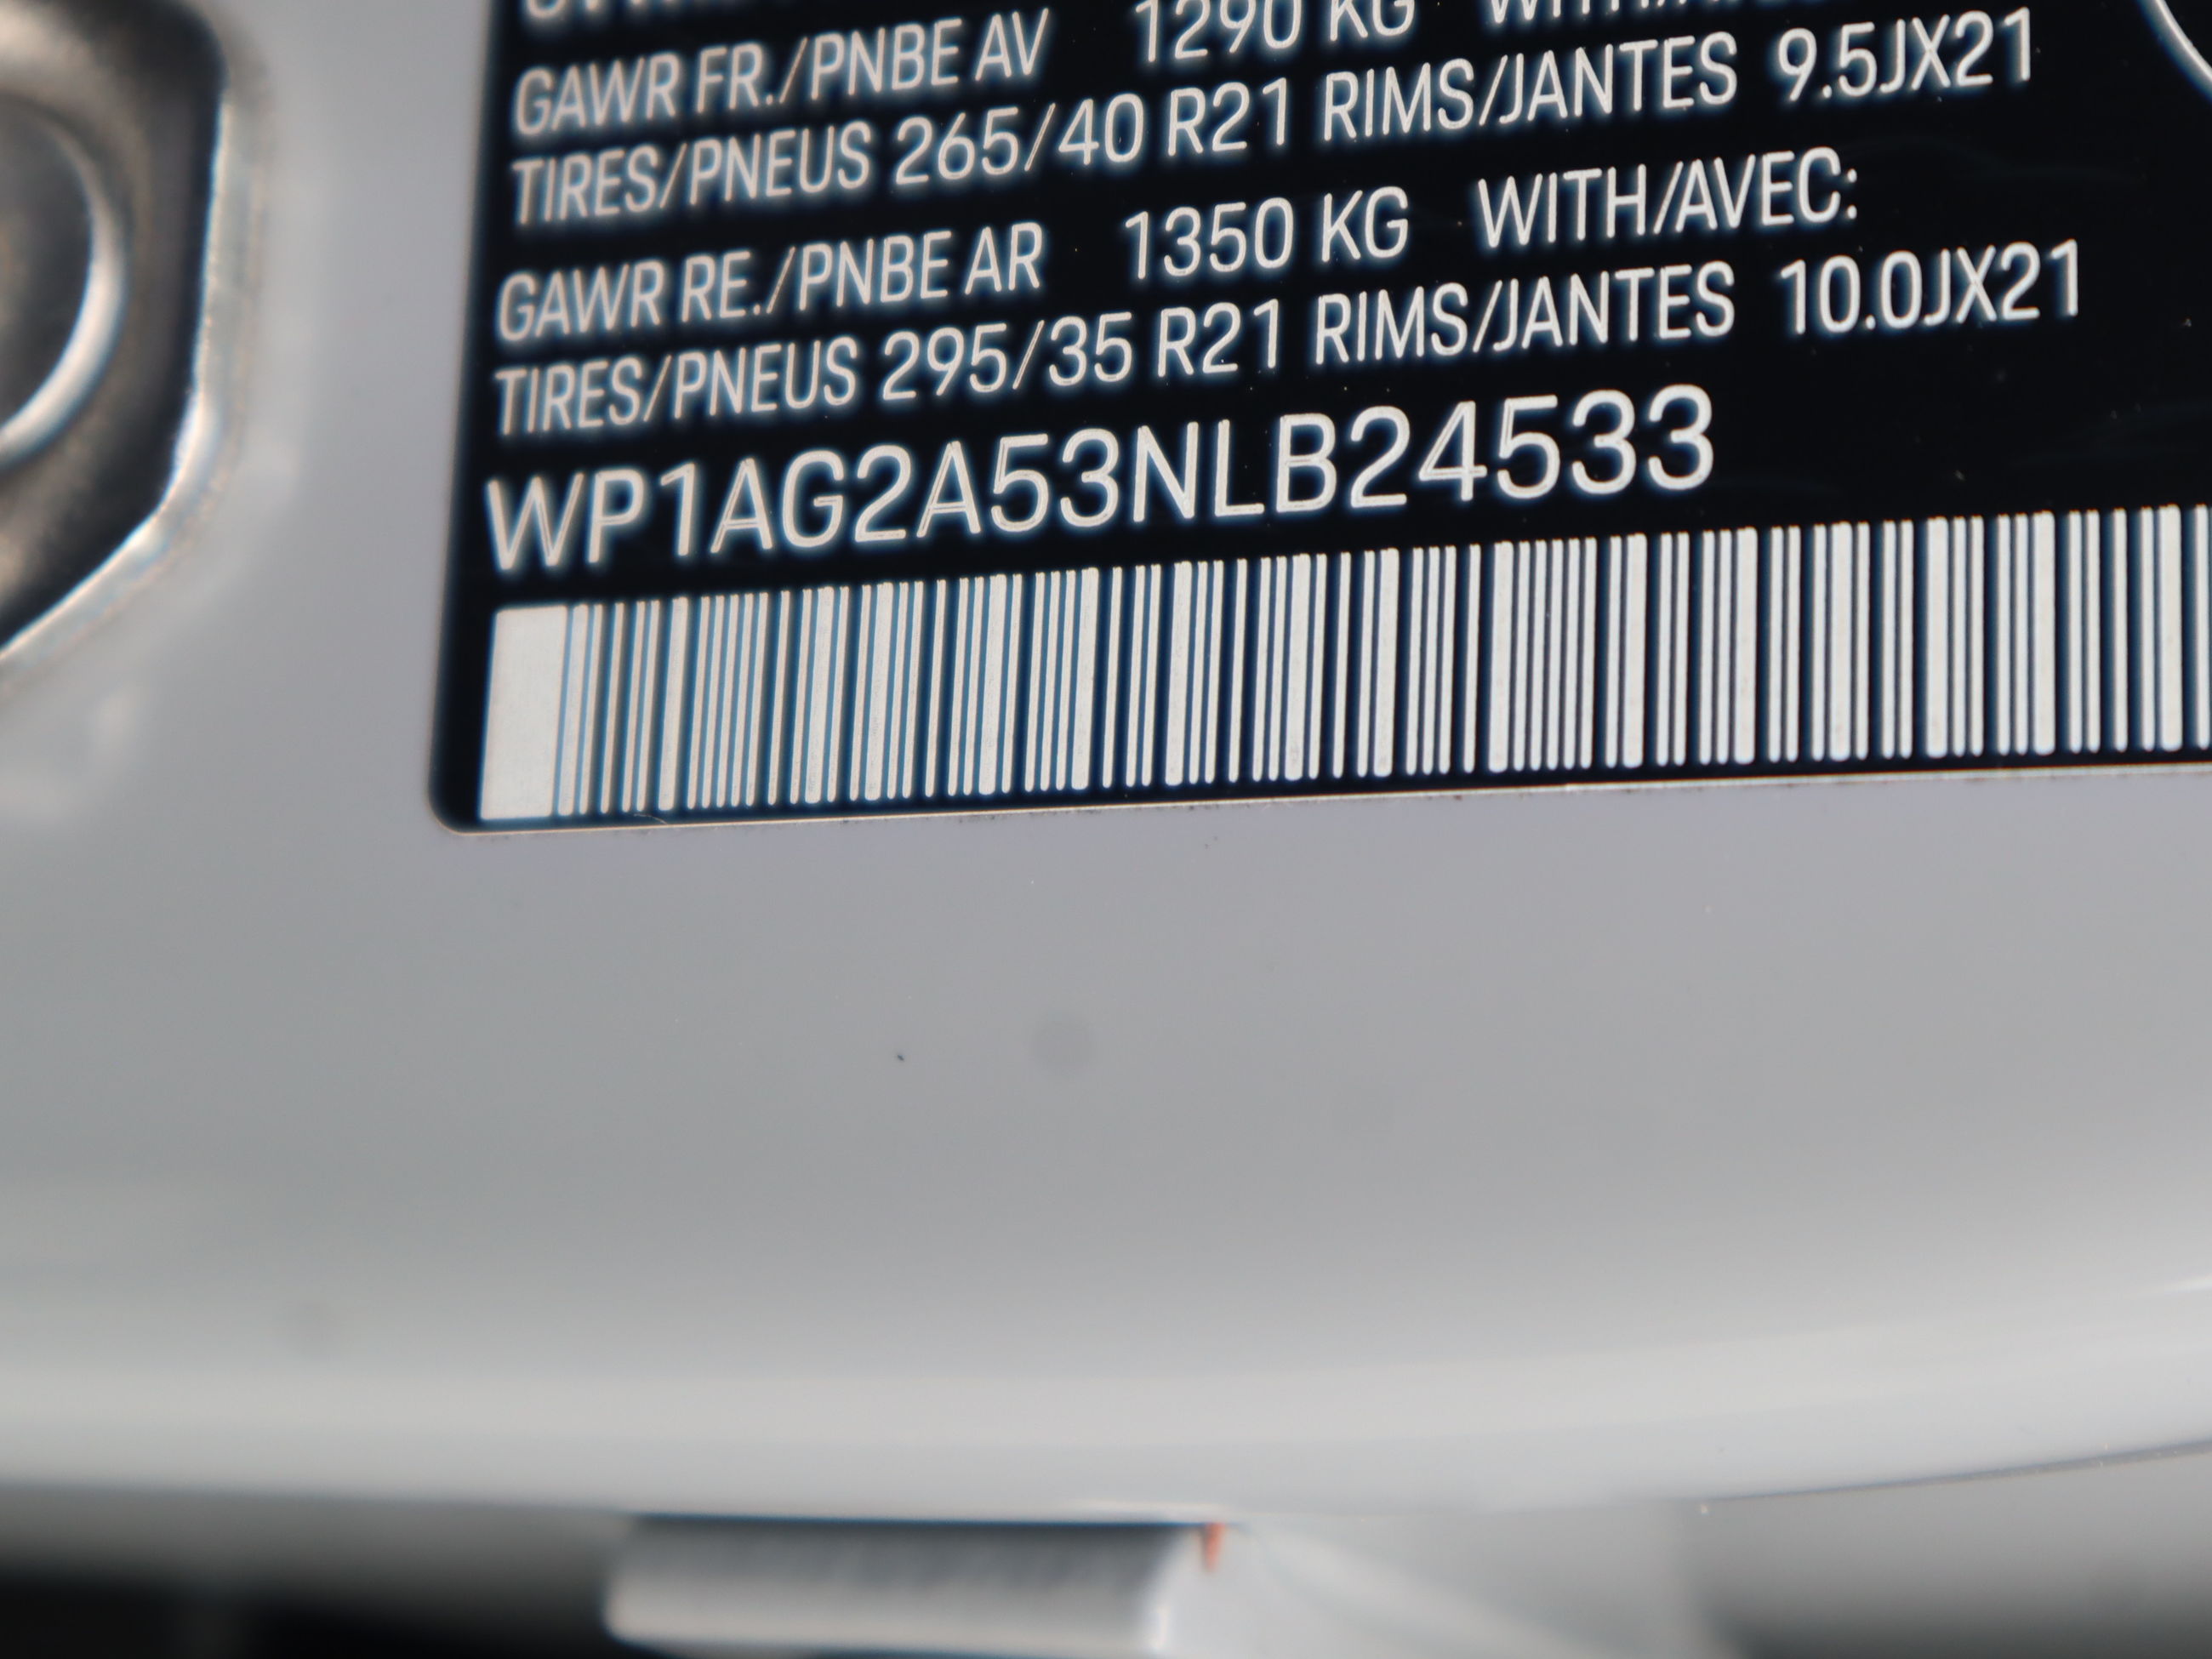 GAWR FR./PNBE AV 1290 KG
TIRES/PNEUS 265/40 R21 RIMS/JANTES 9.5JX21
GAWR RE./PNBE AR 1350 KG WITH/AVEC:
TIRES/PNEUS 295/35 R21 RIMS/JANTES 10.0JX21
WP1AG2A53NLB24533